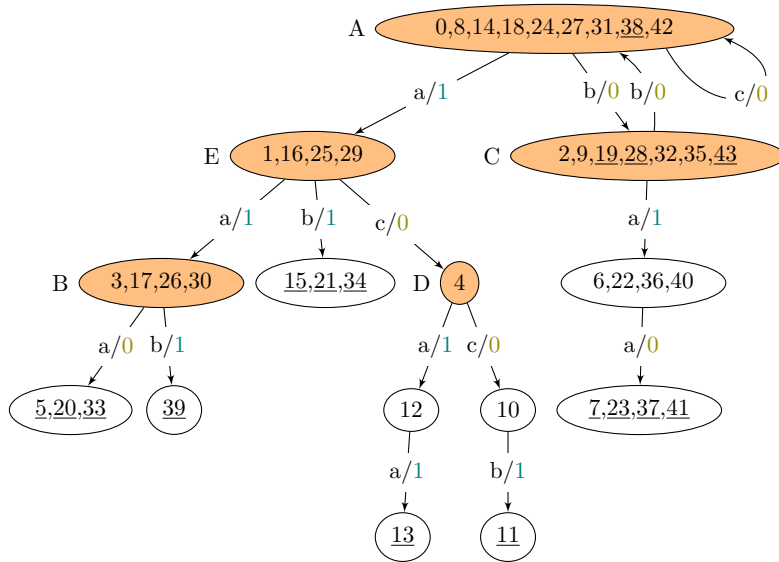 A 0,8,14,18,24,27,31,38,42
a/1 b/0 b/0 c/0
E 1,16,25,29 C 2,9,19,28,32,35,43
a/1 b/1 c/0 a/1
B 3,17,26,30 15,21,34 D 4 6,22,36,40
a/0 b/1 a/1 c/0 a/0
5,20,33 39 12 10 7,23,37,41
a/1 b/1
13 11